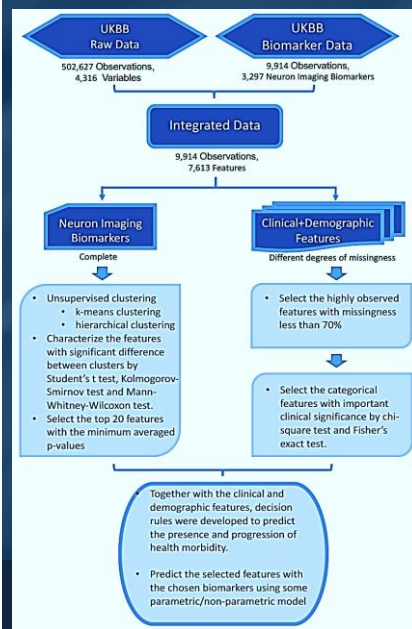 UKBB
Raw Data
UKBB
Biomarker Data
502,627 Observations,
4,316 Variables
9,914 Observations,
3,297 Neuron Imaging Biomarkers
Integrated Data
9,914 Observations,
7,613 Features
Neuron Imaging
Biomarkers
Clinical+Demographic
Features
Complete
Different degrees of missingness
• Unsupervised clustering
• k-means clustering
• hierarchical clustering
• Characterize the features
with significant difference
between clusters by
Student's t test, Kolmogorov-
Smirnov test and Mann-
Whitney-Wilcoxon test.
• Select the top 20 features
with the minimum averaged
p-values
• Select the highly observed
features with missingness
less than 70%
• Select the categorical
features with important
clinical significance by chi-
square test and Fisher's
exact test.
• Together with the clinical and
demographic features, decision
rules were developed to predict
the presence and progression of
health morbidity.
• Predict the selected features with
the chosen biomarkers using some
parametric/non-parametric model